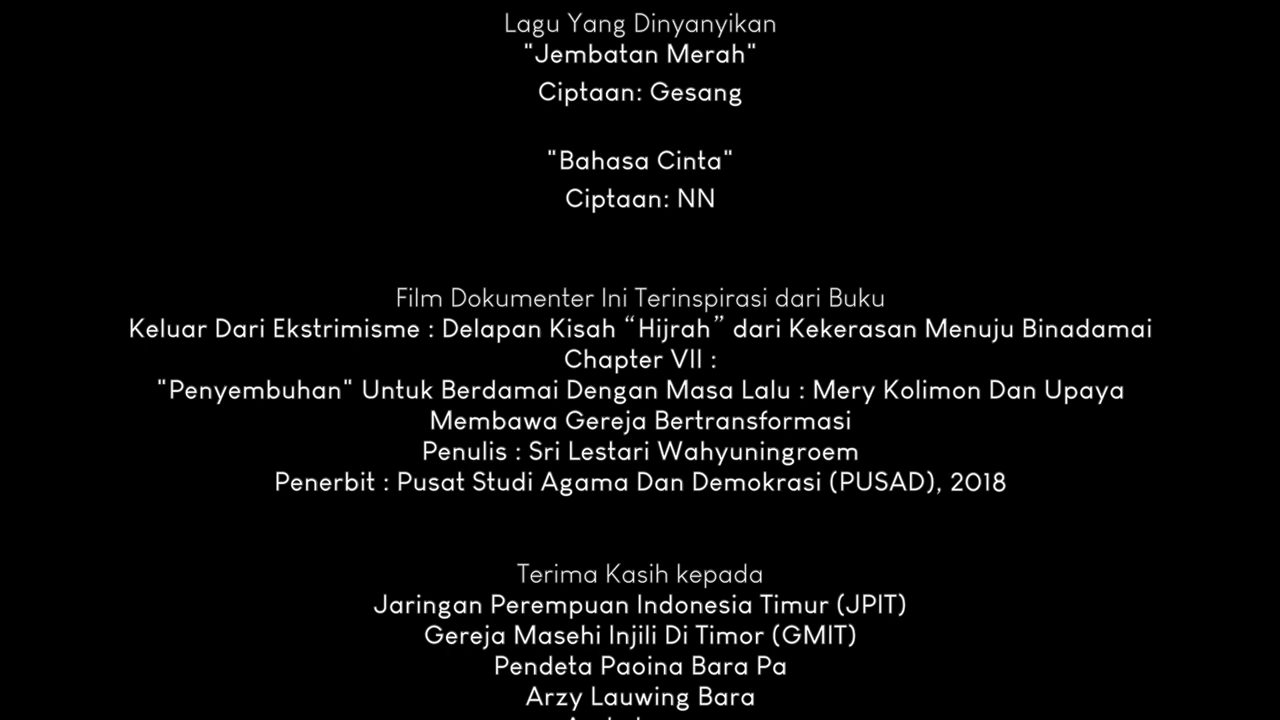 Lagu Yang Dinyanyikan
"Jembatan Merah"
Ciptaan: Gesang
"Bahasa Cinta"
Ciptaan: NN
Film Dokumenter Ini Terinspirasi dari Buku
Keluar Dari Ekstrimisme : Delapan Kisah “Hijrah” dari Kekerasan Menuju Binadamai
Chapter VII :
"Penyembuhan" Untuk Berdamai Dengan Masa Lalu : Mery Kolimon Dan Upaya
Membawa Gereja Bertransformasi
Penulis : Sri Lestari Wahyuningroem
Penerbit : Pusat Studi Agama Dan Demokrasi (PUSAD), 2018
Terima Kasih kepada
Jaringan Perempuan Indonesia Timur (JPIT)
Gereja Masehi Injili Di Timor (GMIT)
Pendeta Paoina Bara Pa
Arzy Lauwing Bara